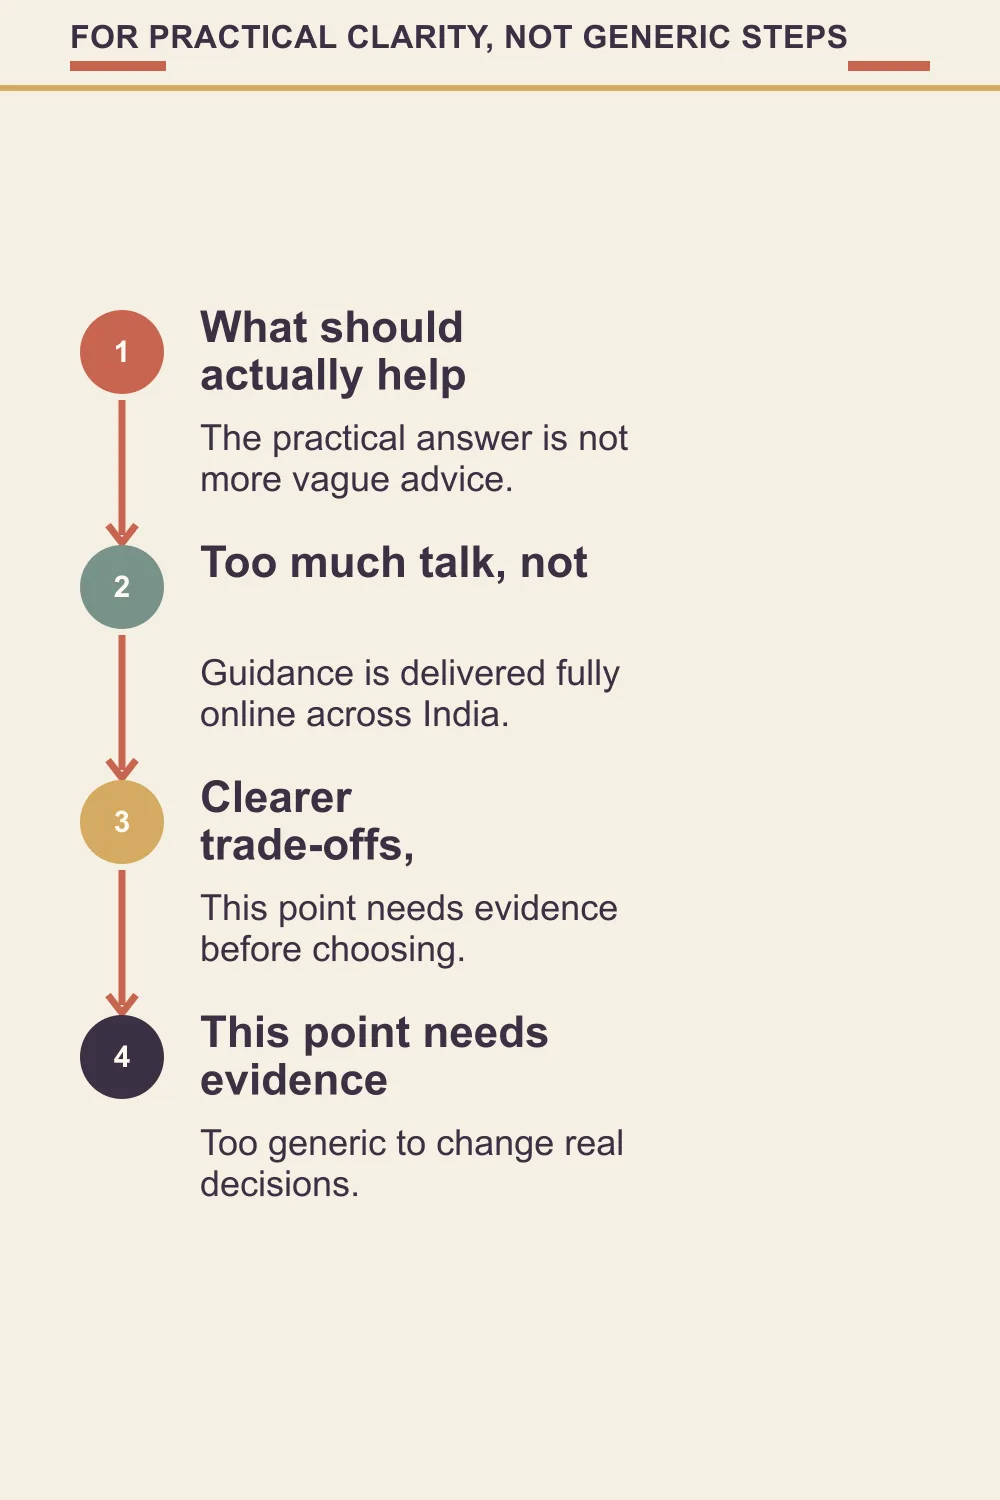 FOR PRACTICAL CLARITY, NOT GENERIC STEPS
1
What should
actually help
The practical answer is not
more vague advice.
2
Too much talk, not
Guidance is delivered fully
online across India.
3
Clearer
trade-offs,
This point needs evidence
before choosing.
4
This point needs
evidence
Too generic to change real
decisions.